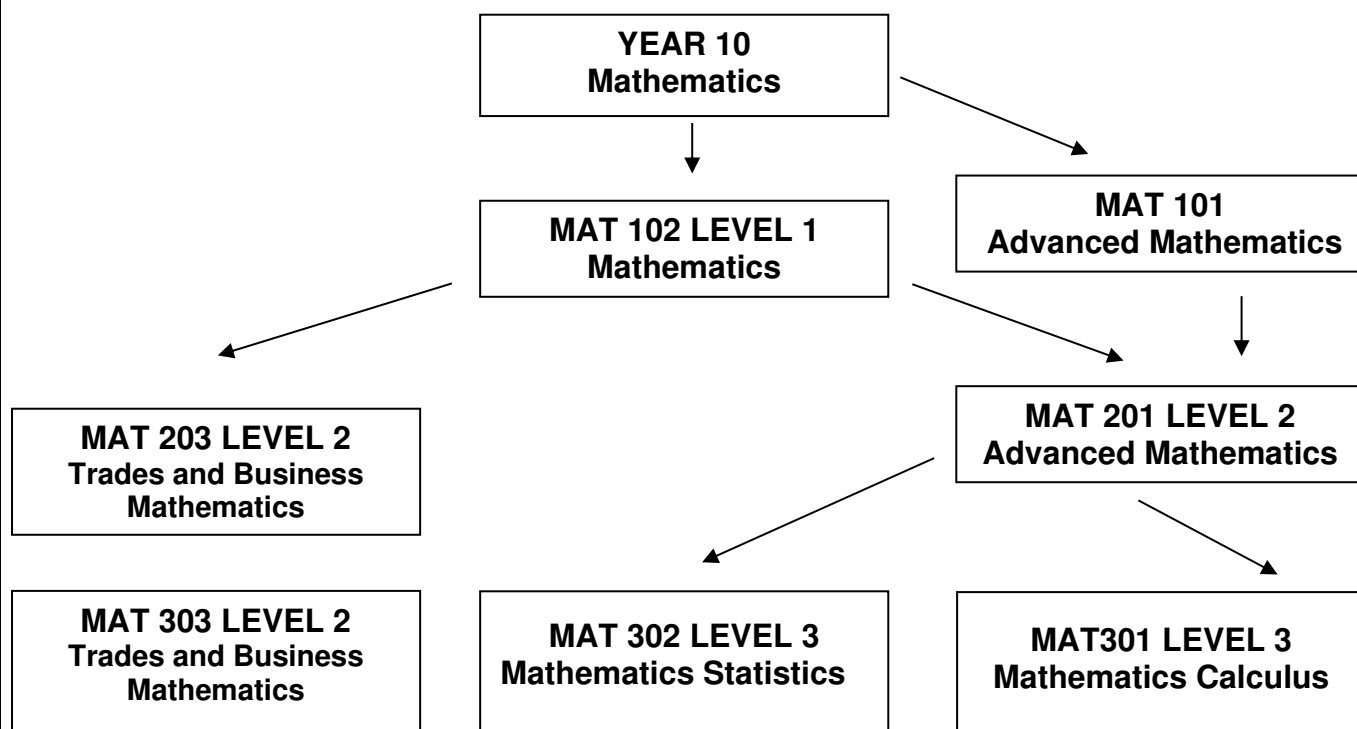 YEAR 10
Mathematics
MAT 101
Advanced Mathematics
MAT 102 LEVEL 1
Mathematics
MAT 203 LEVEL 2
Trades and Business
Mathematics
MAT 201 LEVEL 2
Advanced Mathematics
MAT 303 LEVEL 2
Trades and Business
Mathematics
MAT 302 LEVEL 3
Mathematics Statistics
MAT301 LEVEL 3
Mathematics Calculus